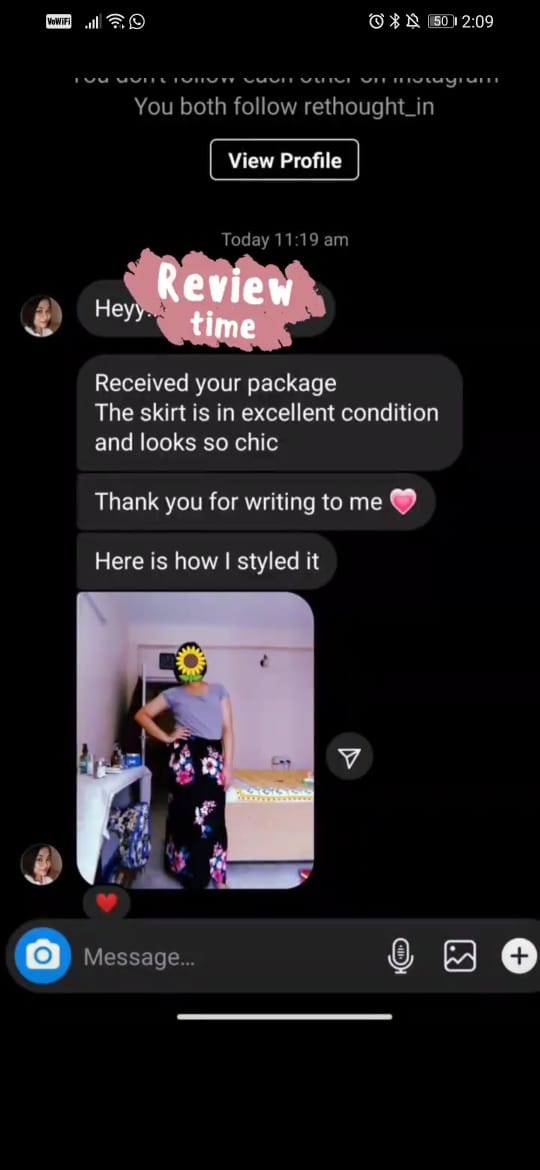 VoWiFi
50
2:09
You don't follow each other on Instagram
You both follow rethought_in
View Profile
Today 11:19 am
Heyy
Review
time
Received your package
The skirt is in excellent condition
and looks so chic
Thank you for writing to me
Here is how I styled it
Message...